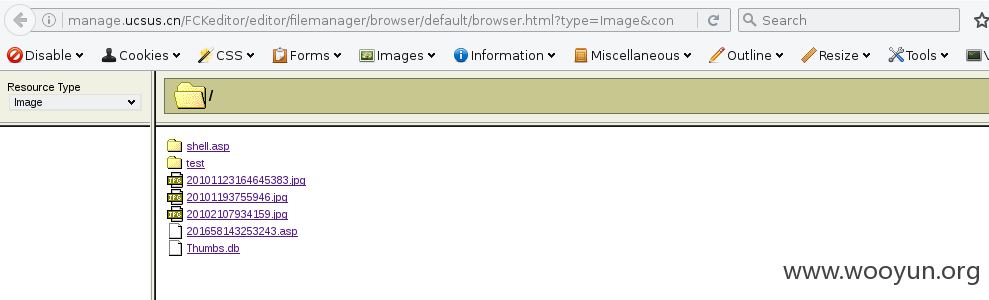 manage.ucsus.cn/FCKeditor/editor/filemanager/browser/default/browser.html?type=Image&con
Search
Disable Cookies CSS Forms Images Information Miscellaneous Outline Resize Tools
Resource Type
Image
/
shell.asp
test
20101123164645383.jpg
20101193755946.jpg
20102107934159.jpg
201658143253243.asp
Thumbs.db
www.wooyun.org